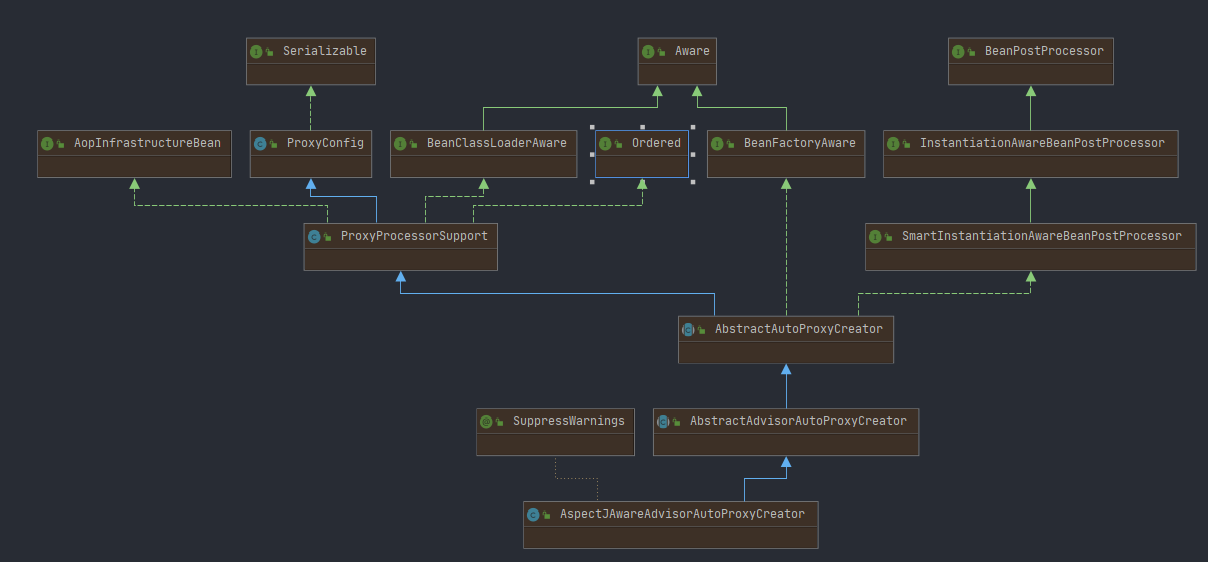 Serializable
Aware
BeanPostProcessor
AopInfrastructureBean
ProxyConfig
BeanClassLoaderAware
Ordered
BeanFactoryAware
InstantiationAwareBeanPostProcessor
ProxyProcessorSupport
SmartInstantiationAwareBeanPostProcessor
AbstractAutoProxyCreator
SuppressWarnings
AbstractAdvisorAutoProxyCreator
AspectJAwareAdvisorAutoProxyCreator